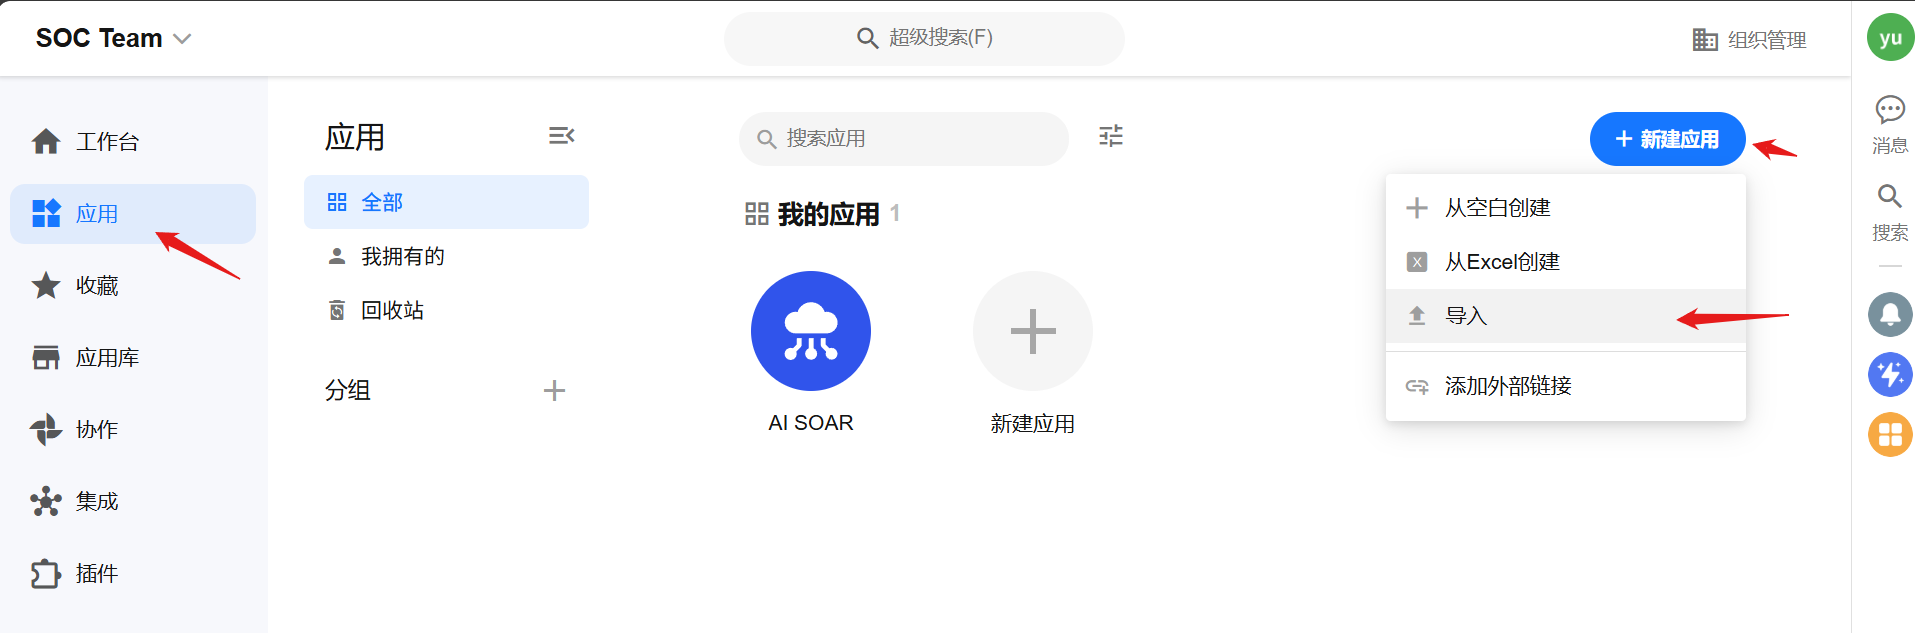 SOC Team
超级搜索(F)
组织管理
yu
工作台
应用
收藏
应用库
协作
集成
插件
应用
全部
我拥有的
回收站
分组
搜索应用
新建应用
我的应用 1
AI SOAR
新建应用
从空白创建
X 从Excel创建
导入
添加外部链接
消息
搜索